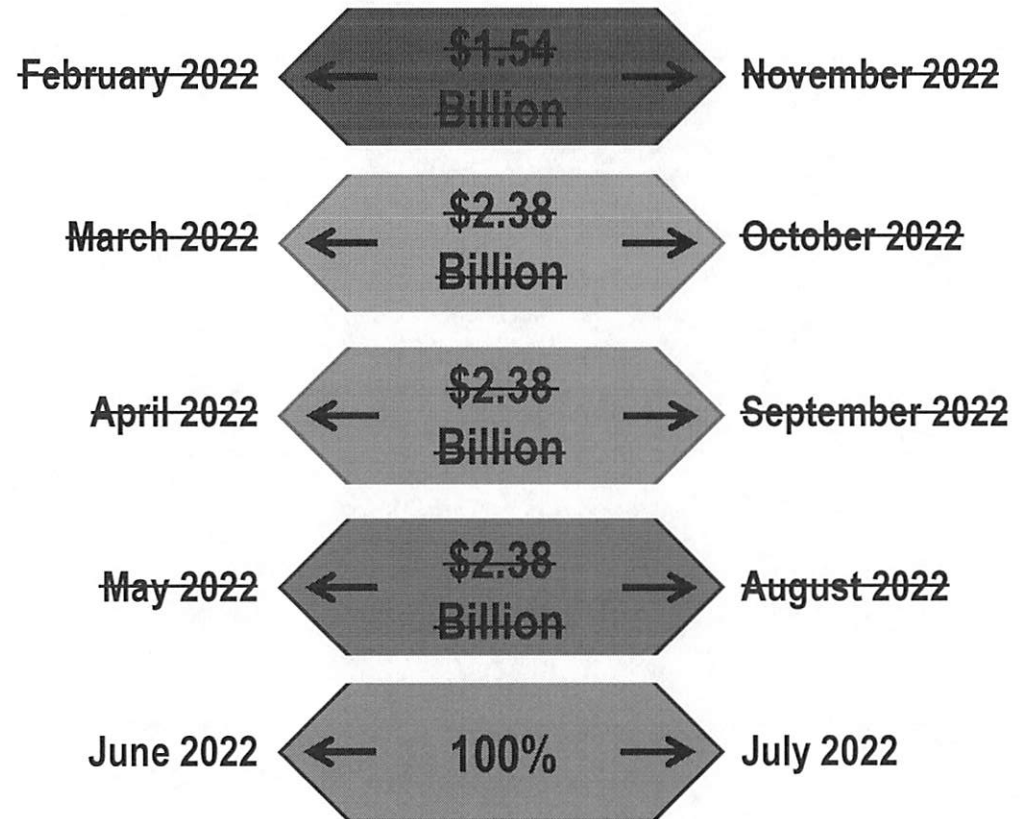 February 2022 $1.54 Billion November 2022
March 2022 $2.38 Billion October 2022
April 2022 $2.38 Billion September 2022
May 2022 $2.38 Billion August 2022
June 2022 100% July 2022